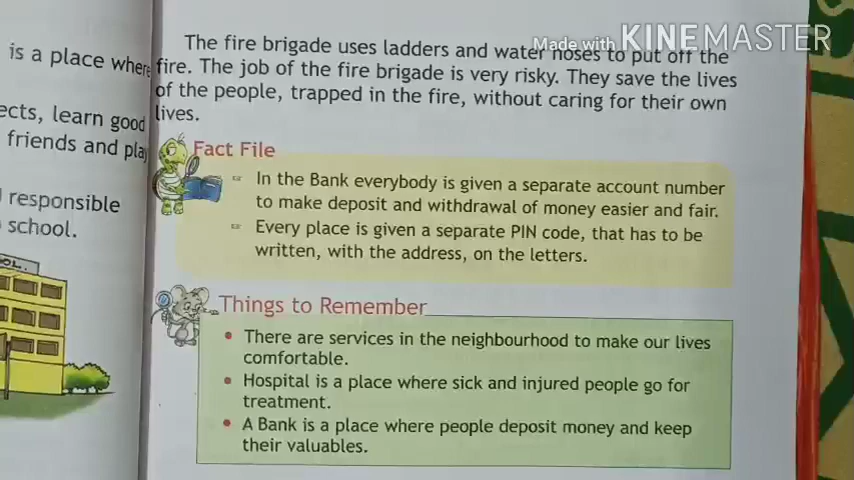 is a place where
ects, learn good
friends and play
responsible
school.
OL.
Made with KINEMASTER
The fire brigade uses ladders and water hoses to put off the
fire. The job of the fire brigade is very risky. They save the lives
of the people, trapped in the fire, without caring for their own
lives.
Fact File
In the Bank everybody is given a separate account number
to make deposit and withdrawal of money easier and fair.
Every place is given a separate PIN code, that has to be
written, with the address, on the letters.
Things to Remember
• There are services in the neighbourhood to make our lives
comfortable.
• Hospital is a place where sick and injured people go for
treatment.
• A Bank is a place where people deposit money and keep
their valuables.